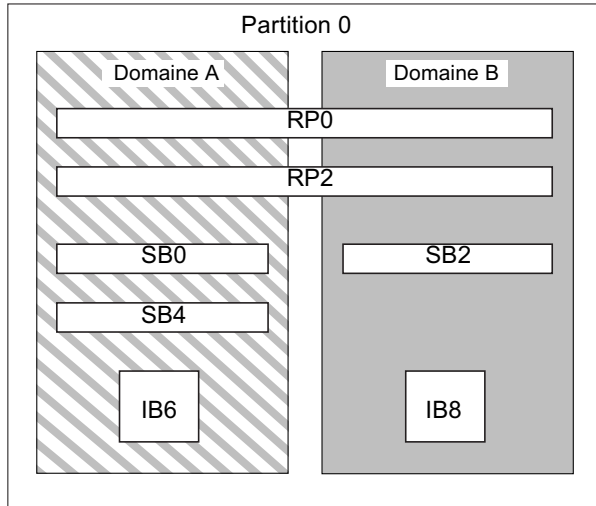 Partition 0
Domaine A
Domaine B
RP0
RP2
SB0
SB2
SB4
IB6
IB8